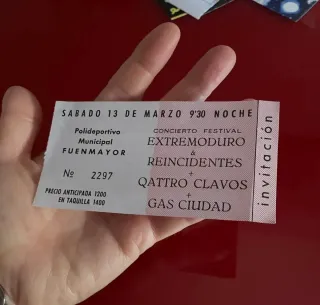 SABADO 13 DE MARZO 9'30 NOCHE
Polideportivo
Municipal
FUENMAYOR
Nº 2297
PRECIO ANTICIPADA 1200
EN TAQUILLA 1400
CONCIERTO FESTIVAL
EXTREMODURO
&
REINCIDENTES
+
QATTRO CLAVOS
+
GAS CIUDAD
invitación